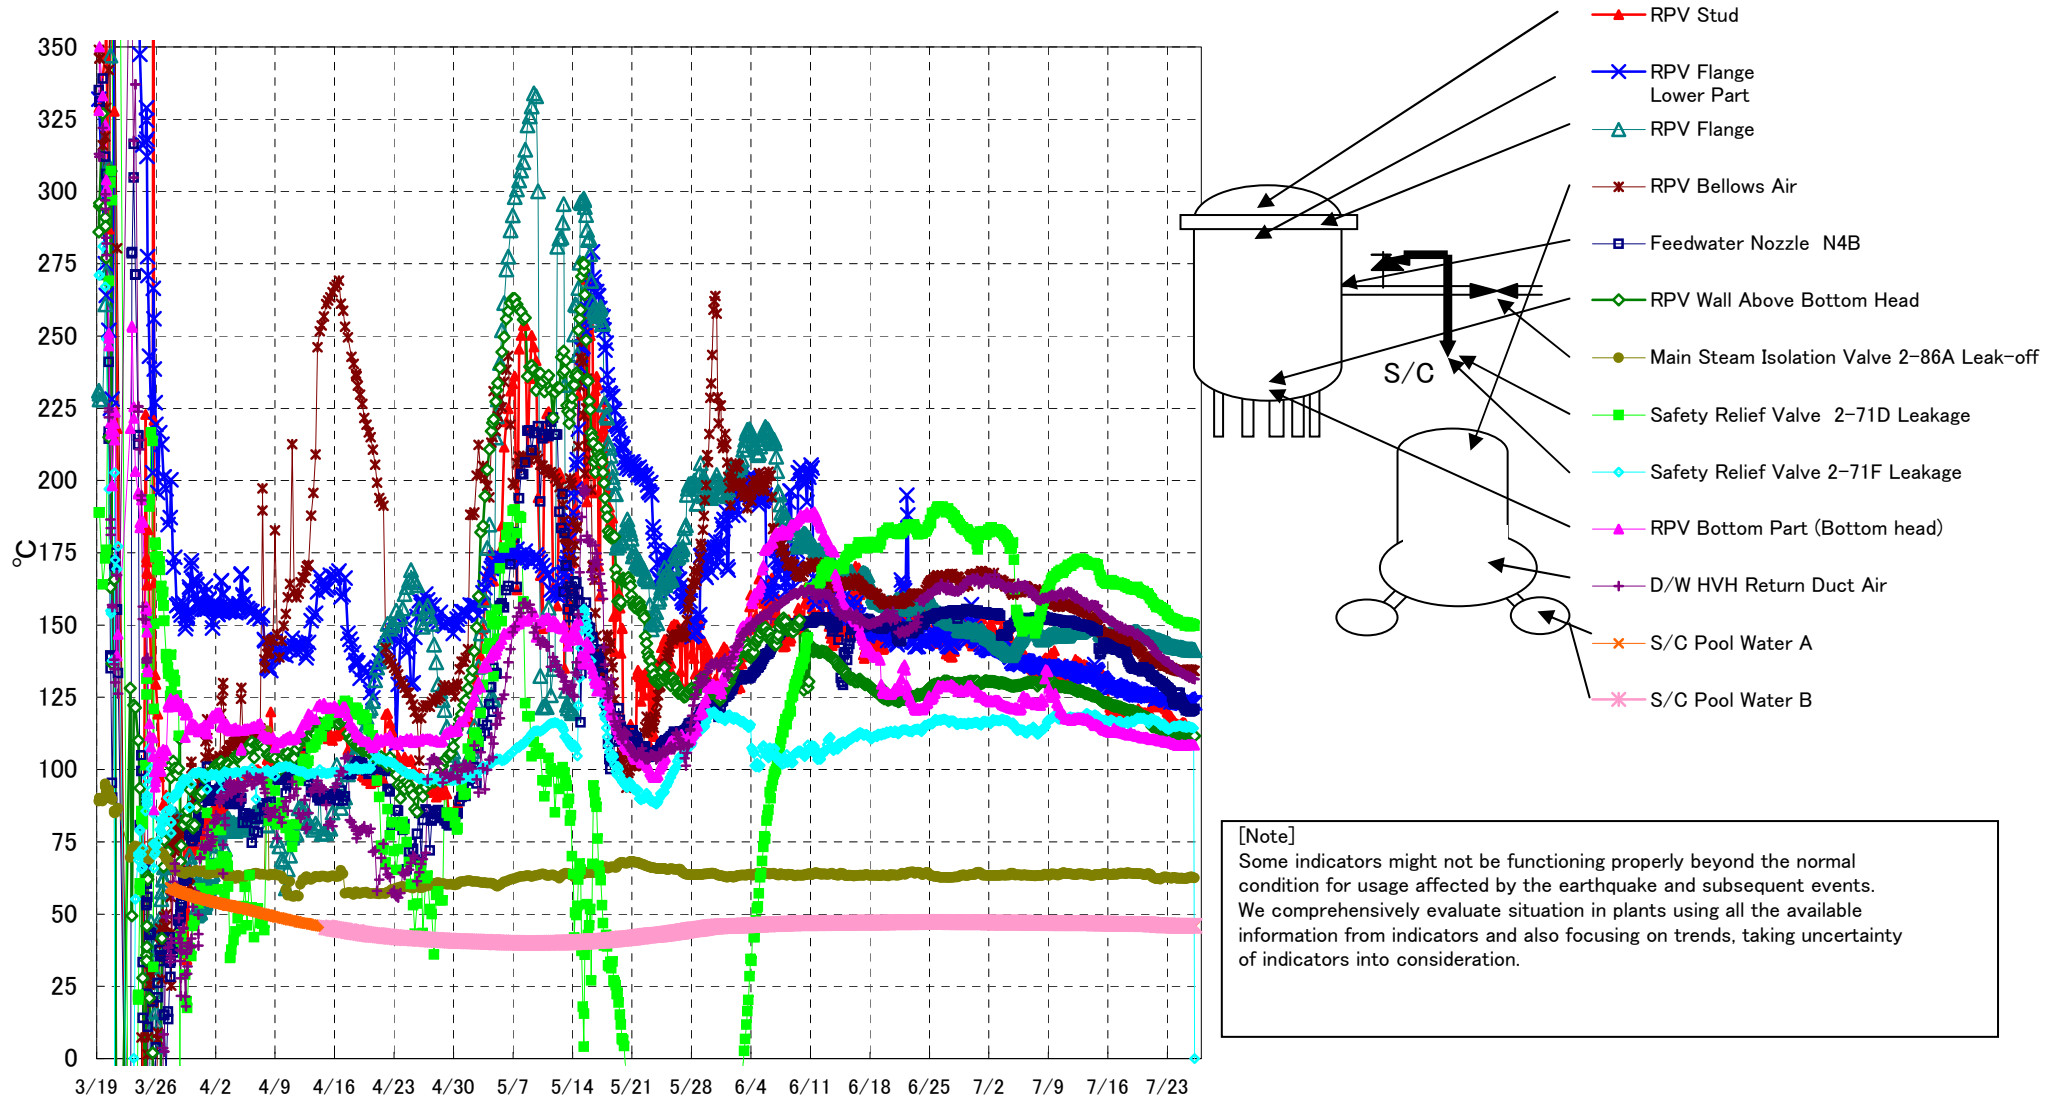 350
325
300
275
250
225
200
175
150
125
100
75
50
25
0
℃
3/19 3/26 4/2 4/9 4/16 4/23 4/30 5/7 5/14 5/21 5/28 6/4 6/11 6/18 6/25 7/2 7/9 7/16 7/23
RPV Stud
RPV Flange
Lower Part
RPV Flange
RPV Bellows Air
Feedwater Nozzle N4B
RPV Wall Above Bottom Head
Main Steam Isolation Valve 2-86A Leak-off
Safety Relief Valve 2-71D Leakage
Safety Relief Valve 2-71F Leakage
RPV Bottom Part (Bottom head)
D/W HVH Return Duct Air
S/C Pool Water A
S/C Pool Water B
S/C
[Note]
Some indicators might not be functioning properly beyond the normal
condition for usage affected by the earthquake and subsequent events.
We comprehensively evaluate situation in plants using all the available
information from indicators and also focusing on trends, taking uncertainty
of indicators into consideration.